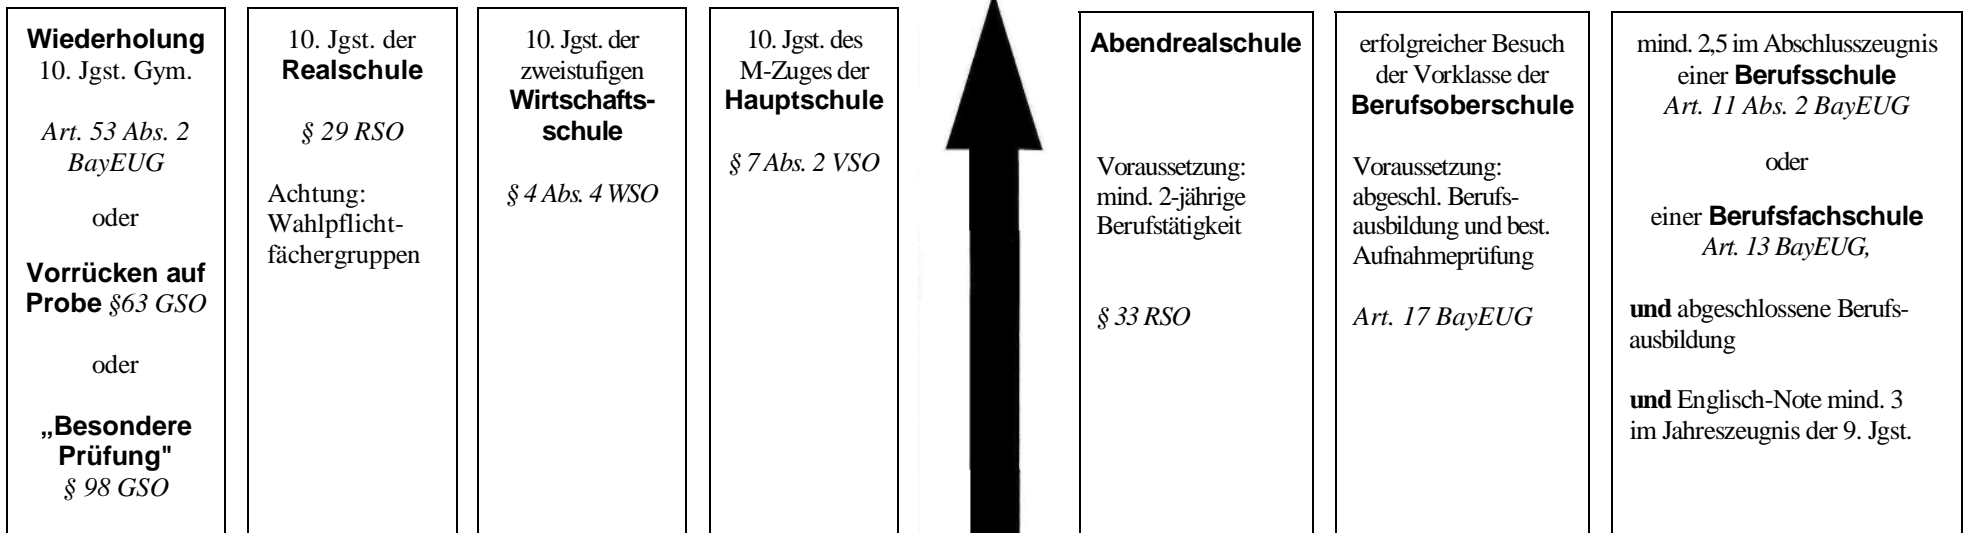 Wiederholung
10. Jgst. Gym.
Art. 53 Abs. 2
BayEUG
oder
Vorrücken auf
Probe §63 GSO
oder
„Besondere
Prüfung"
§ 98 GSO
10. Jgst. der
Realschule
§ 29 RSO
Achtung:
Wahlpflicht-
fächergruppen
10. Jgst. der
zweistufigen
Wirtschafts-
schule
§ 4 Abs. 4 WSO
10. Jgst. des
M-Zuges der
Hauptschule
§ 7 Abs. 2 VSO
Abendrealschule
Voraussetzung:
mind. 2-jährige
Berufstätigkeit
§ 33 RSO
erfolgreicher Besuch
der Vorklasse der
Berufsoberschule
Voraussetzung:
abgeschl. Berufs-
ausbildung und best.
Aufnahmeprüfung
Art. 17 BayEUG
mind. 2,5 im Abschlusszeugnis
einer Berufsschule
Art. 11 Abs. 2 BayEUG
oder
einer Berufsfachschule
Art. 13 BayEUG,
und abgeschlossene Berufs-
ausbildung
und Englisch-Note mind. 3
im Jahreszeugnis der 9. Jgst.